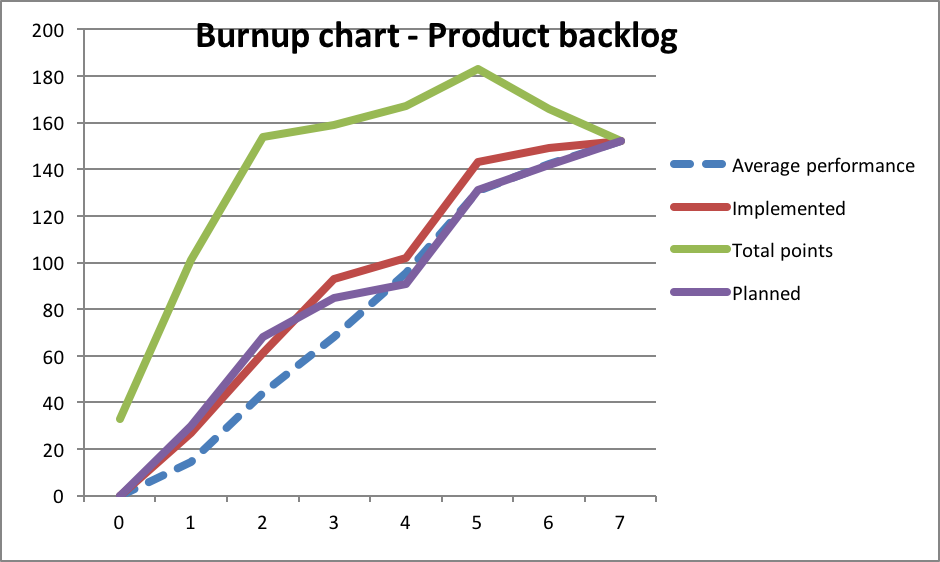 Burnup chart - Product backlog
200
180
160
140
120
100
80
60
40
20
0
0 1 2 3 4 5 6 7
Average performance
Implemented
Total points
Planned